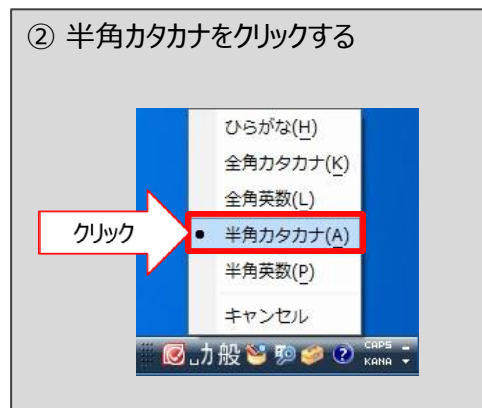 ② 半角カタカナをクリックする
ひらがな(H)
全角カタカナ(K)
全角英数(L)
クリック
● 半角カタカナ(A)
半角英数(P)
キャンセル
␣カ 般 ? CAPS
KANA